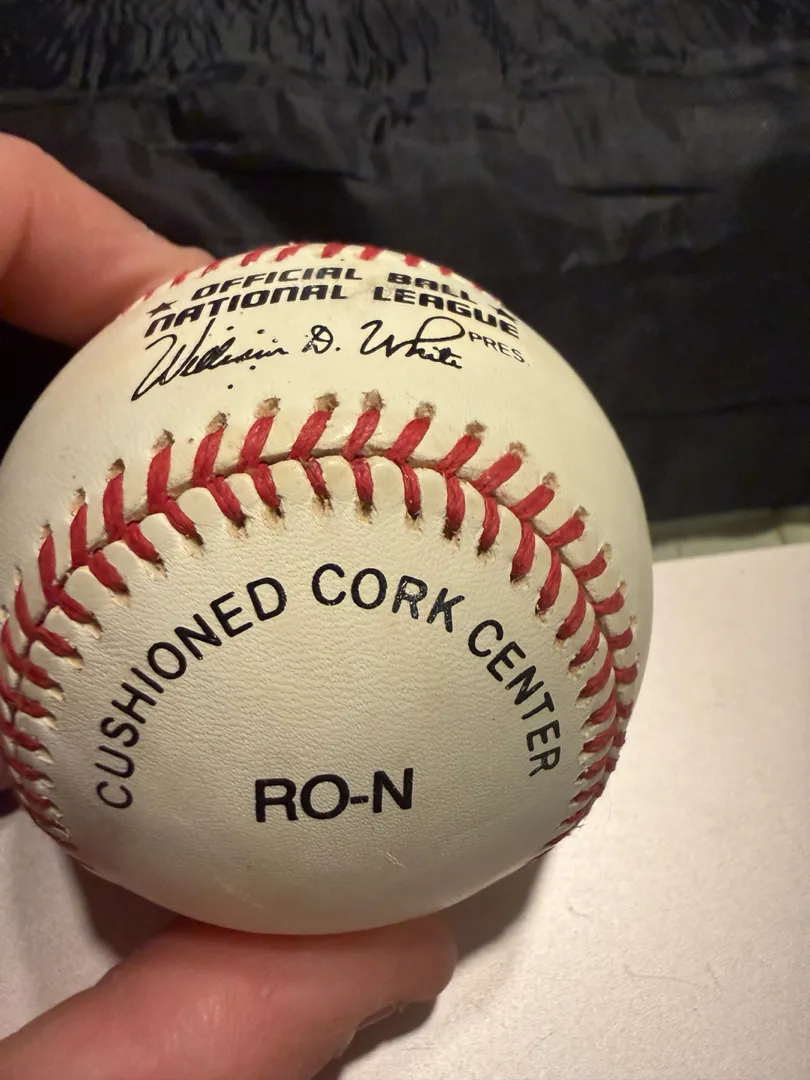 ★ OFFICIAL BALL ★
NATIONAL LEAGUE
William D. White PRES.
CUSHIONED CORK CENTER
RO-N